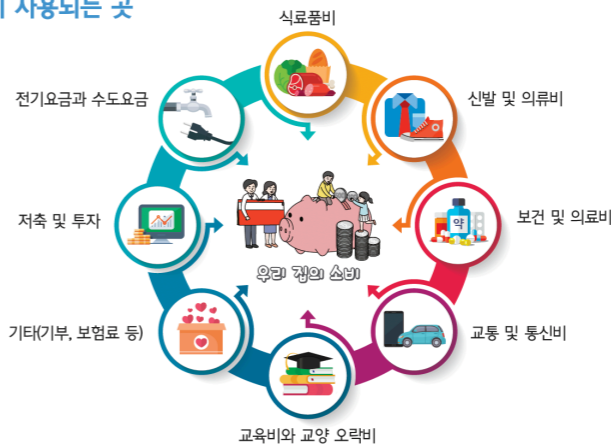 사용되는 곳
식료품비
전기요금과 수도요금
신발 및 의류비
저축 및 투자
약
보건 및 의료비
우리 집의 소비
기타(기부, 보험료 등)
교통 및 통신비
교육비와 교양 오락비